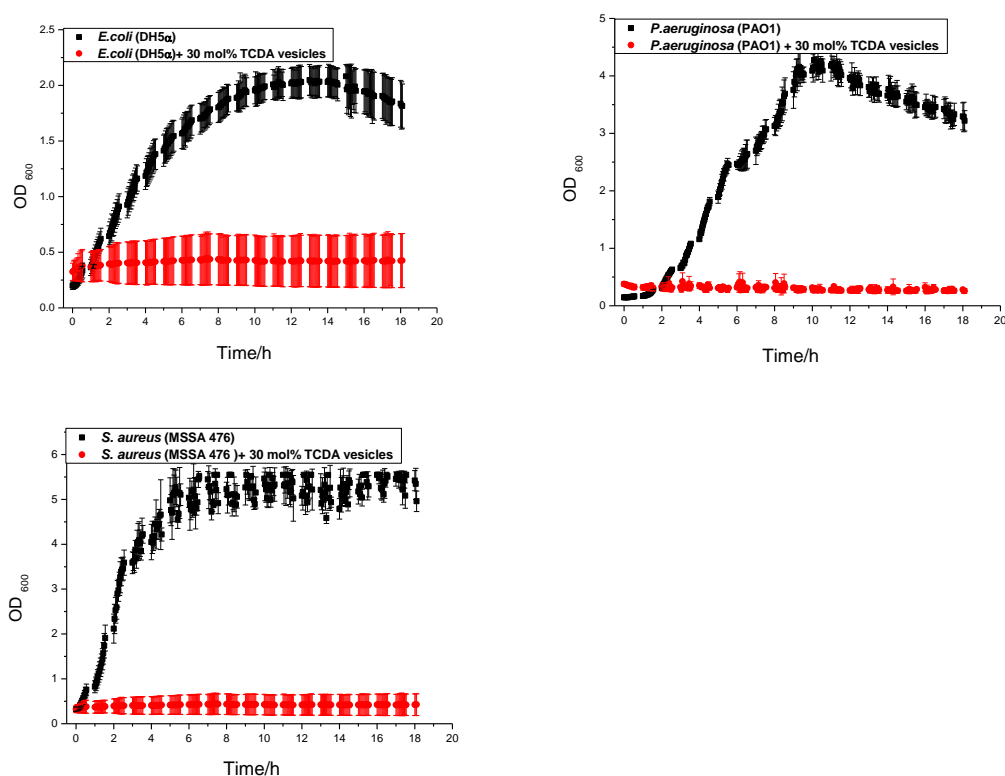 E.coli (DH5α)
E.coli (DH5α)+ 30 mol% TCDA vesicles
2.5
2.0
1.5
1.0
0.5
0.0
OD 600
0 2 4 6 8 10 12 14 16 18 20
Time/h
P.aeruginosa (PAO1)
P.aeruginosa (PAO1) + 30 mol% TCDA vesicles
5
4
3
2
1
0
OD 600
0 2 4 6 8 10 12 14 16 18 20
Time/h
S. aureus (MSSA 476)
S. aureus (MSSA 476 )+ 30 mol% TCDA vesicles
6
5
4
3
2
1
0
OD 600
0 2 4 6 8 10 12 14 16 18 20
Time/h